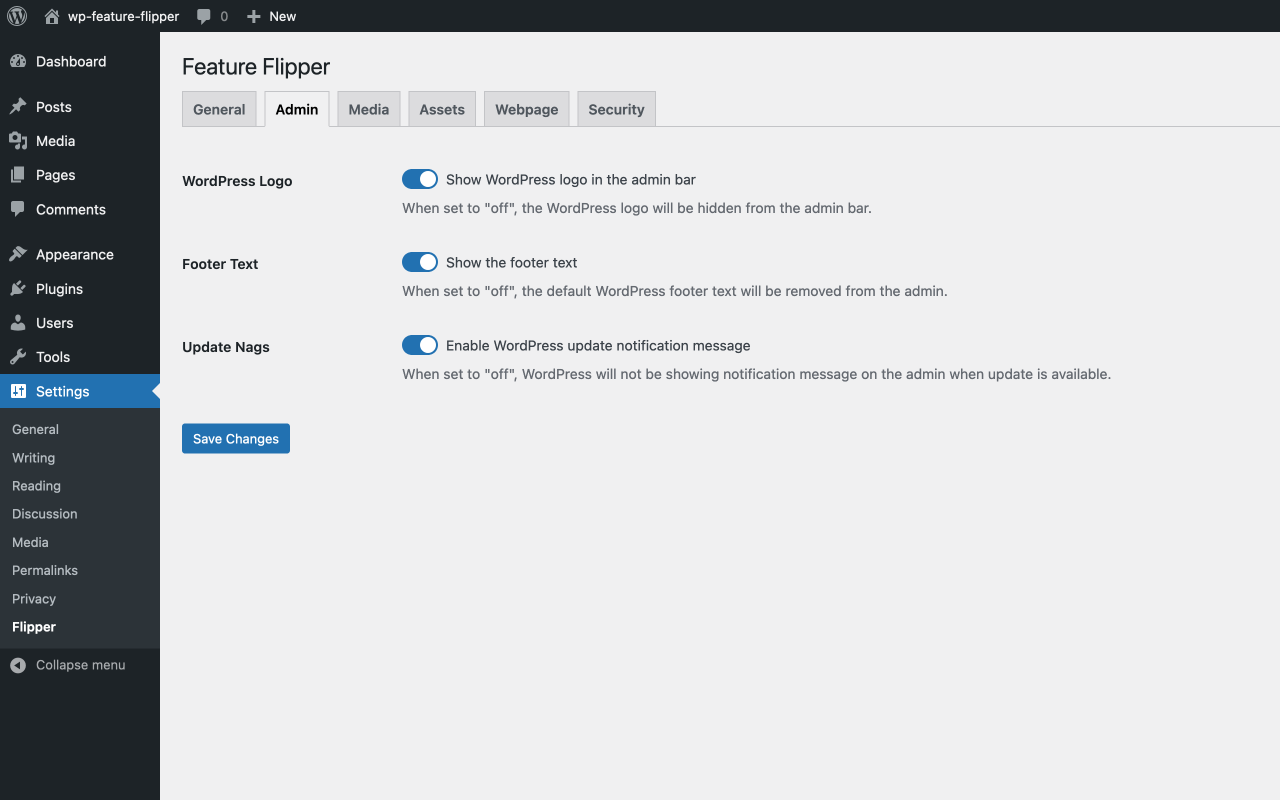 wp-feature-flipper 0 New
Dashboard
Posts
Media
Pages
Comments
Appearance
Plugins
Users
Tools
Settings
General
Writing
Reading
Discussion
Media
Permalinks
Privacy
Flipper
Collapse menu
Feature Flipper
General Admin Media Assets Webpage Security
WordPress Logo
Show WordPress logo in the admin bar
When set to "off", the WordPress logo will be hidden from the admin bar.
Footer Text
Show the footer text
When set to "off", the default WordPress footer text will be removed from the admin.
Update Nags
Enable WordPress update notification message
When set to "off", WordPress will not be showing notification message on the admin when update is available.
Save Changes